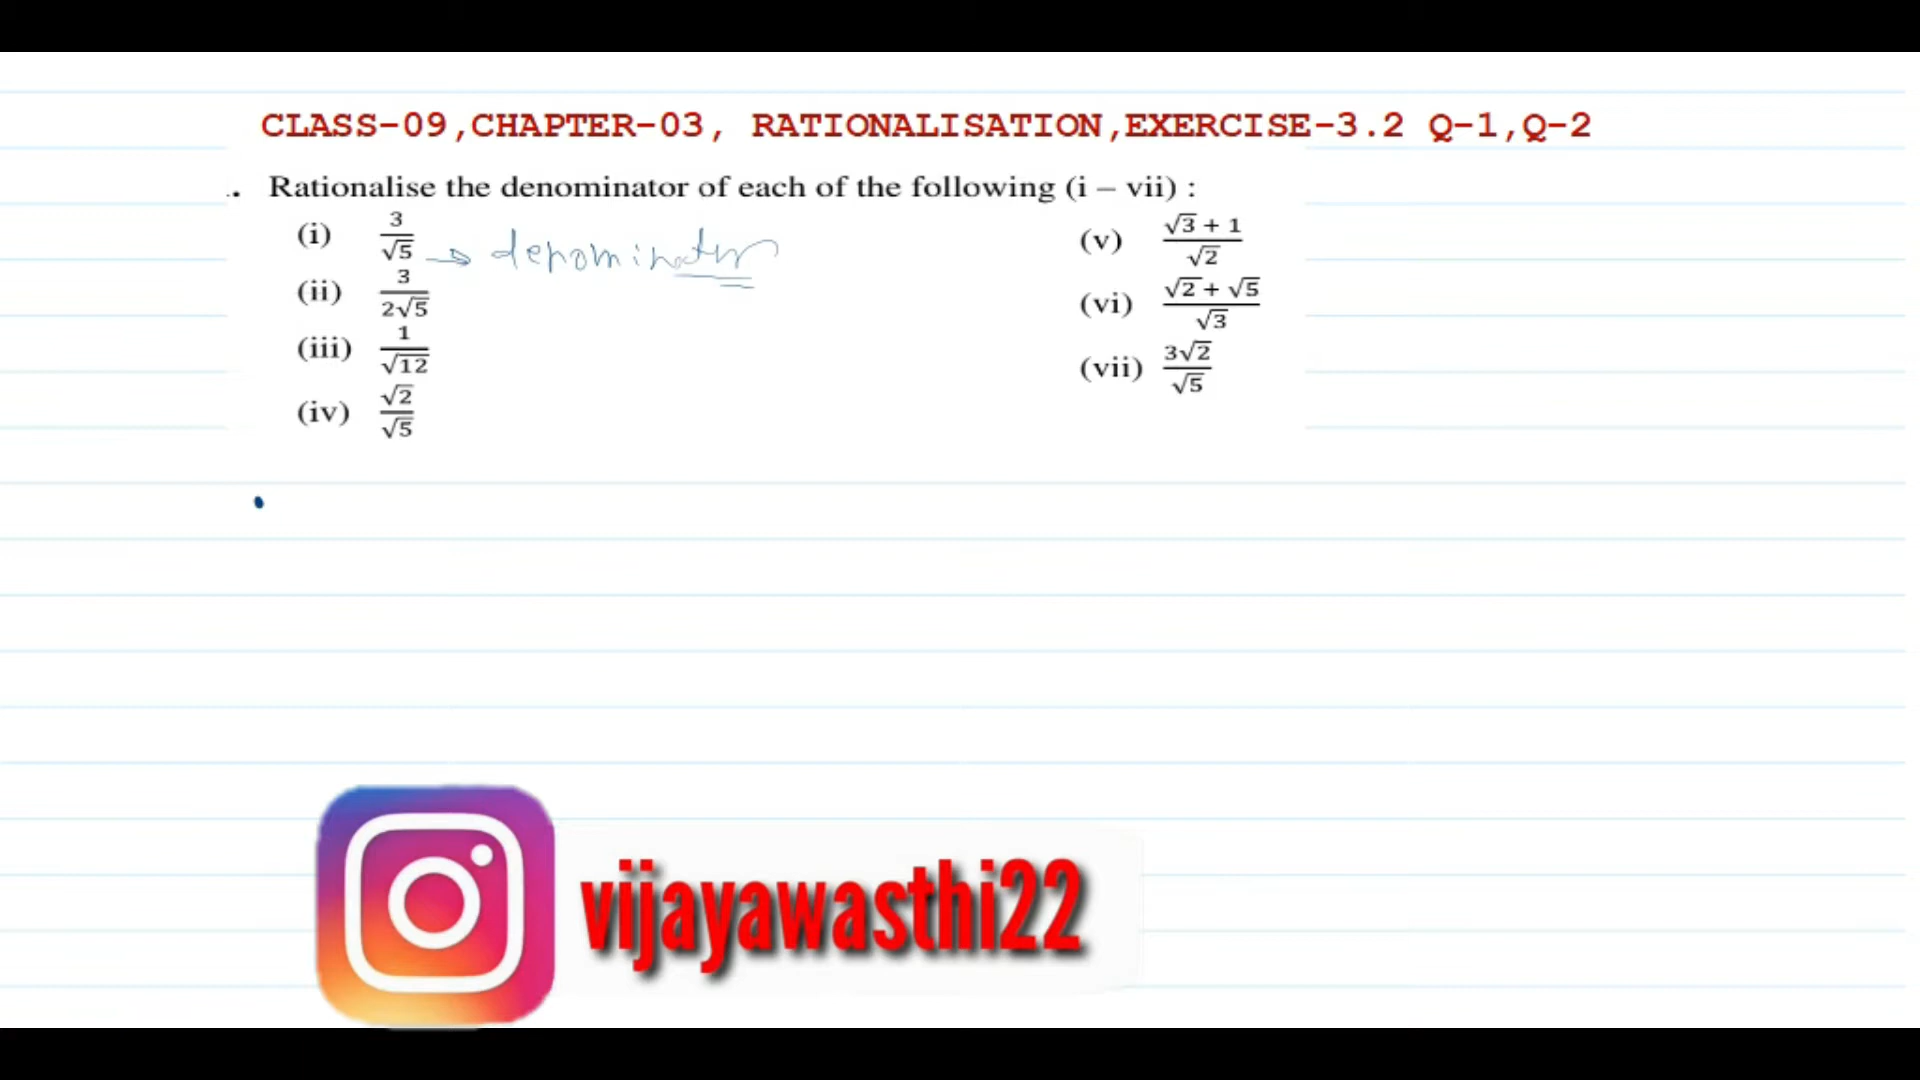 CLASS-09,CHAPTER-03, RATIONALISATION,EXERCISE-3.2 Q-1,Q-2
. Rationalise the denominator of each of the following (i – vii) :
(i) 3/√5 → denominator
(ii) 3/2√5
(iii) 1/√12
(iv) √2/√5
(v) √3 + 1/√2
(vi) √2 + √5/√3
(vii) 3√2/√5
vijayawasthi22